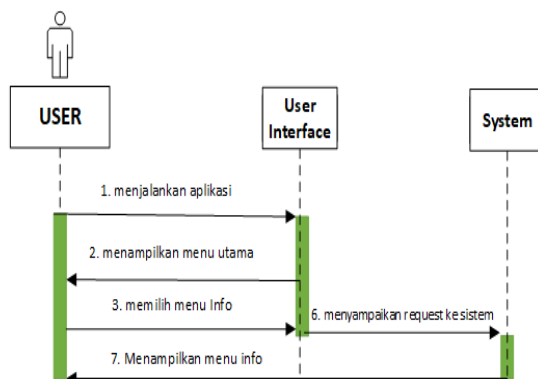 USER
User
Interface
System
1. menjalankan aplikasi
2. menampilkan menu utama
3. memilih menu Info
6. menyampaikan request ke sistem
7. Menampilkan menu info